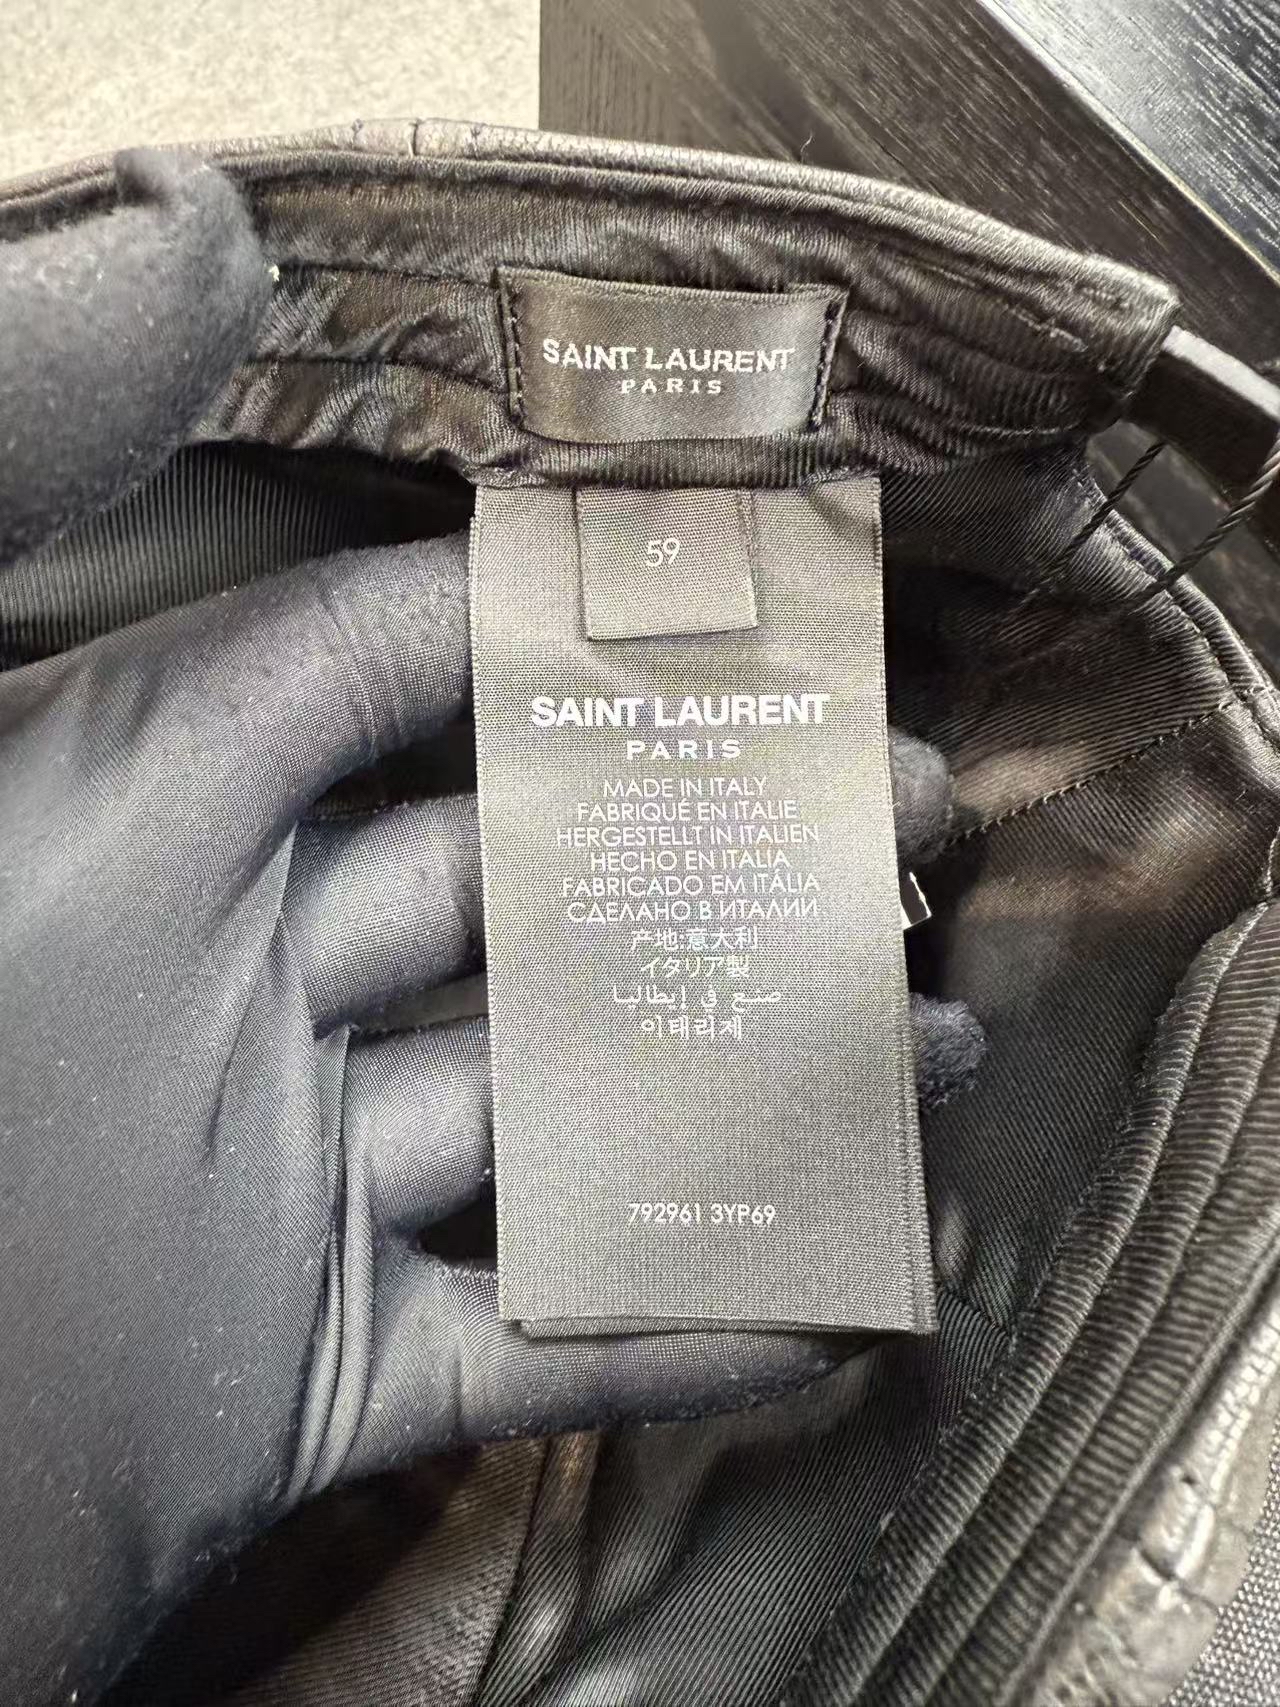 SAINT LAURENT
PARIS
59
SAINT LAURENT
PARIS
MADE IN ITALY
FABRIQUÉ EN ITALIE
HERGESTELLT IN ITALIEN
HECHO EN ITALIA
FABRICADO EM ITÁLIA
СДЕЛАНО В ИТАЛИИ
产地:意大利
イタリア製
صنع في إيطاليا
이태리제
792961 3YP69